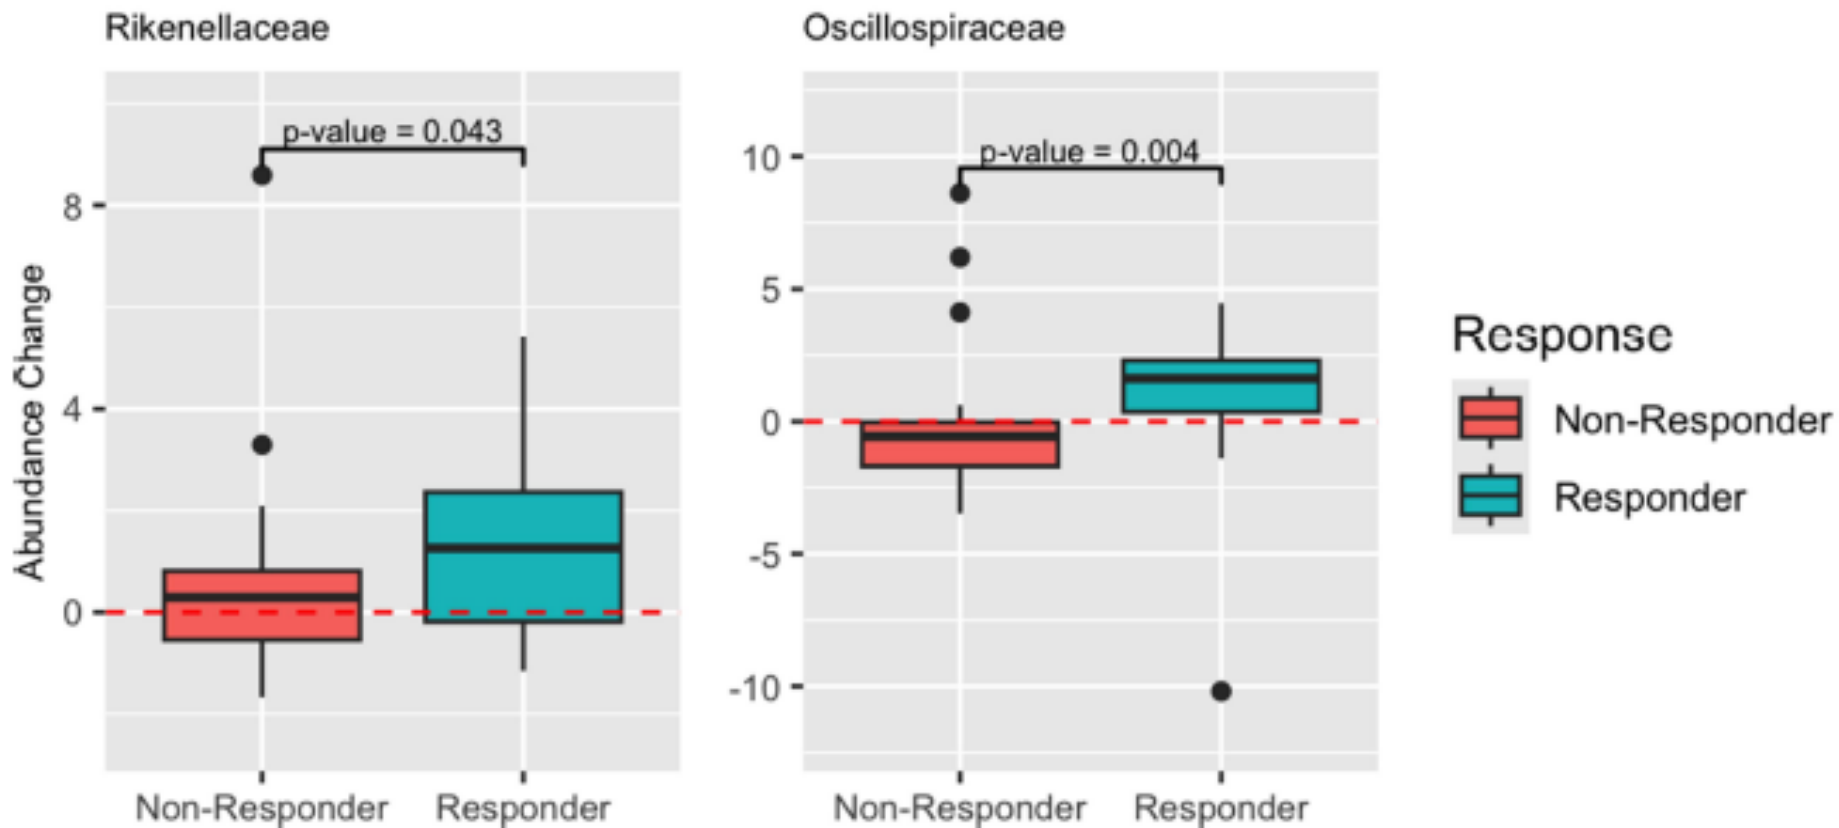 Rikenellaceae
Abundance Change
8
4
0
p-value = 0.043
Non-Responder
Responder
Oscillospiraceae
10
5
0
-5
-10
p-value = 0.004
Non-Responder
Responder
Response
Non-Responder
Responder